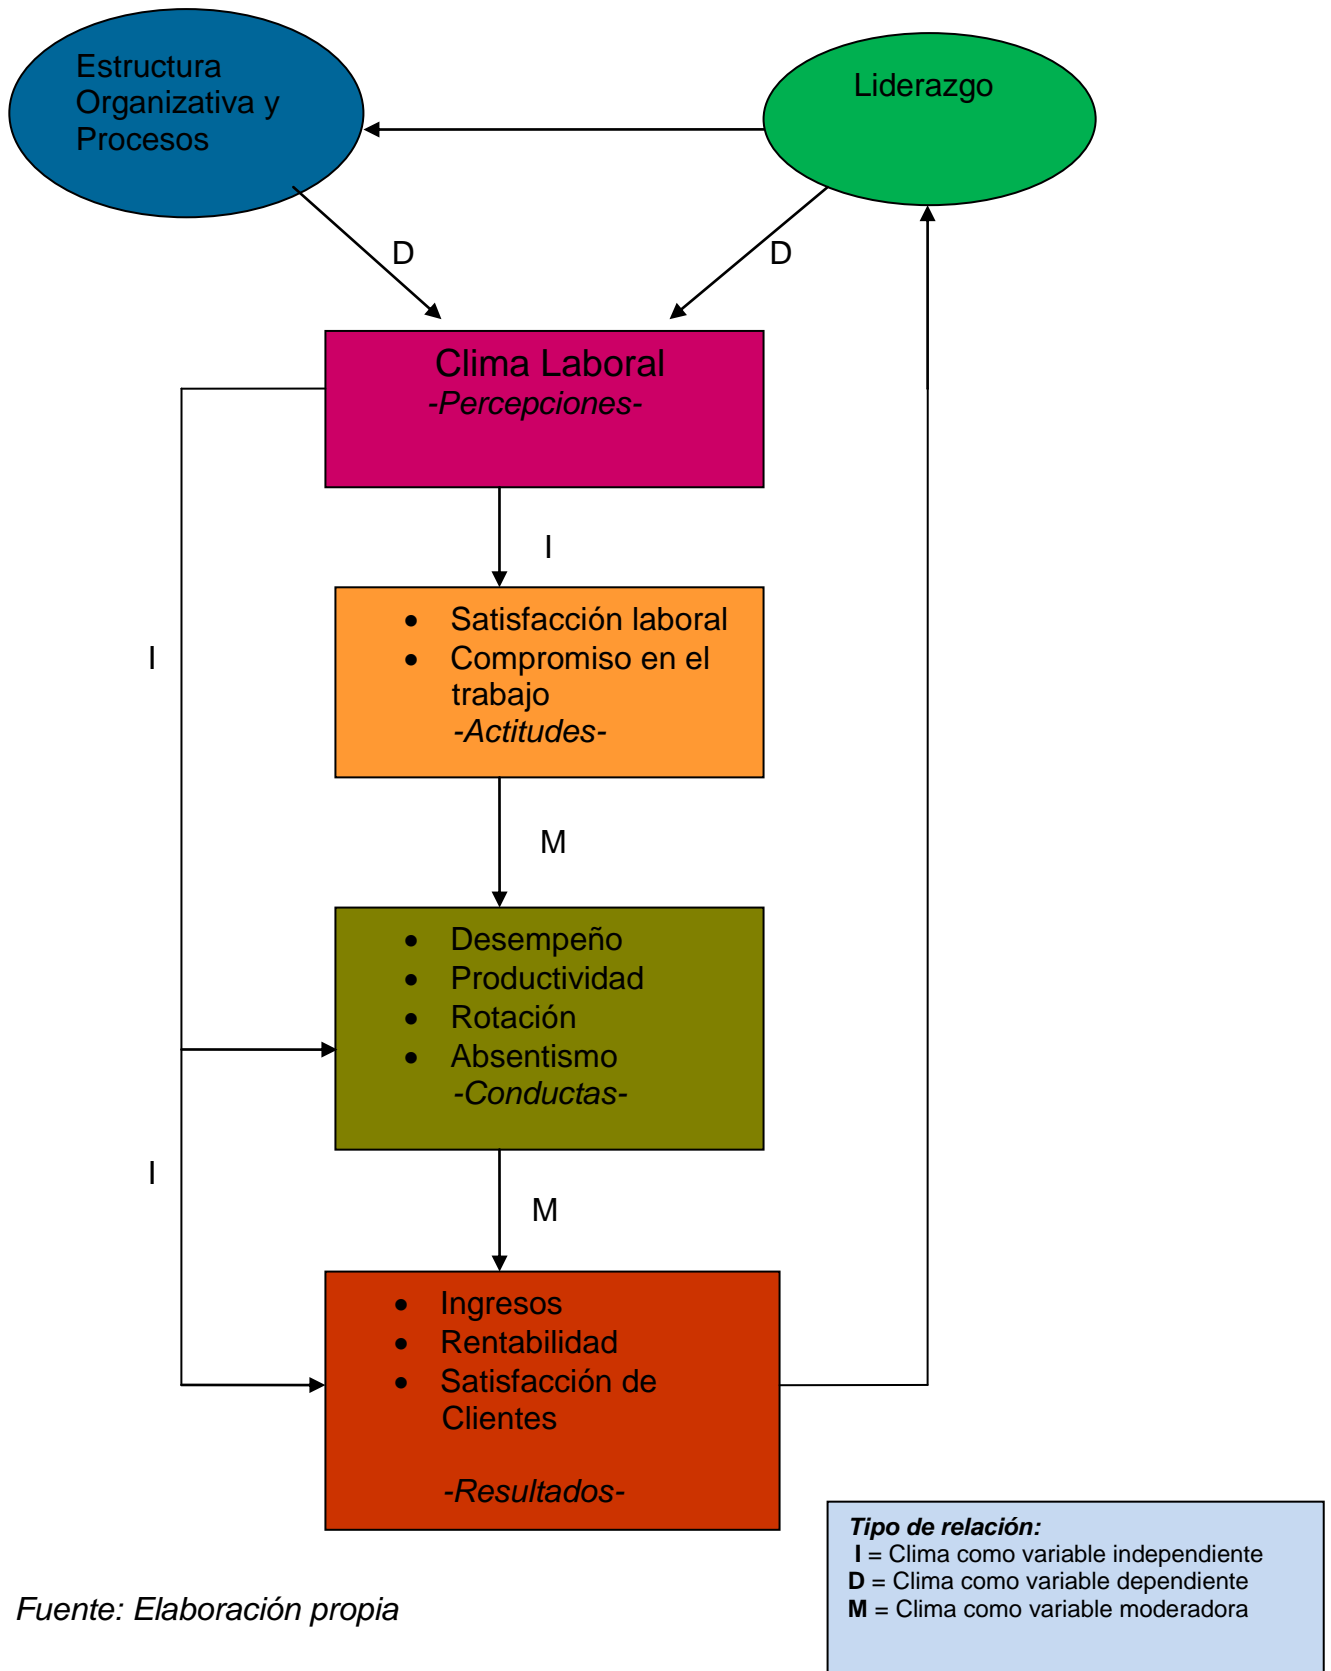 Estructura
Organizativa y
Procesos
Liderazgo
D
D
Clima Laboral
-Percepciones-
I
• Satisfacción laboral
• Compromiso en el
trabajo
-Actitudes-
I
M
• Desempeño
• Productividad
• Rotación
• Absentismo
-Conductas-
I
M
• Ingresos
• Rentabilidad
• Satisfacción de
Clientes
-Resultados-
Tipo de relación:
I = Clima como variable independiente
D = Clima como variable dependiente
M = Clima como variable moderadora
Fuente: Elaboración propia